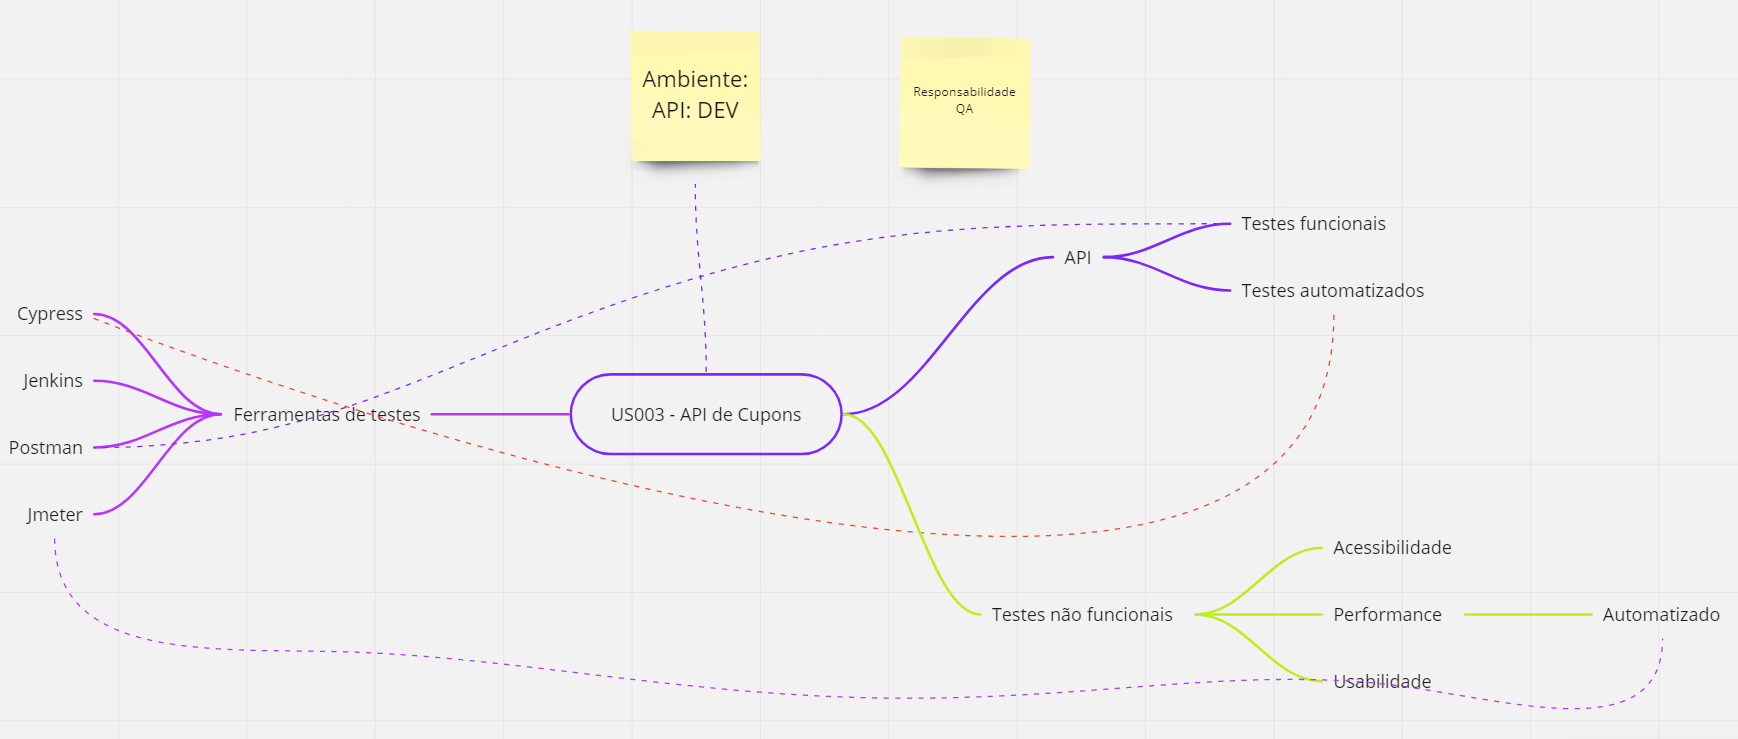 Ambiente:
API: DEV
Responsabilidade
QA
Testes funcionais
API
Testes automatizados
Cypress
Jenkins
Ferramentas de testes
US003 - API de Cupons
Postman
Jmeter
Acessibilidade
Testes não funcionais
Performance
Automatizado
Usabilidade